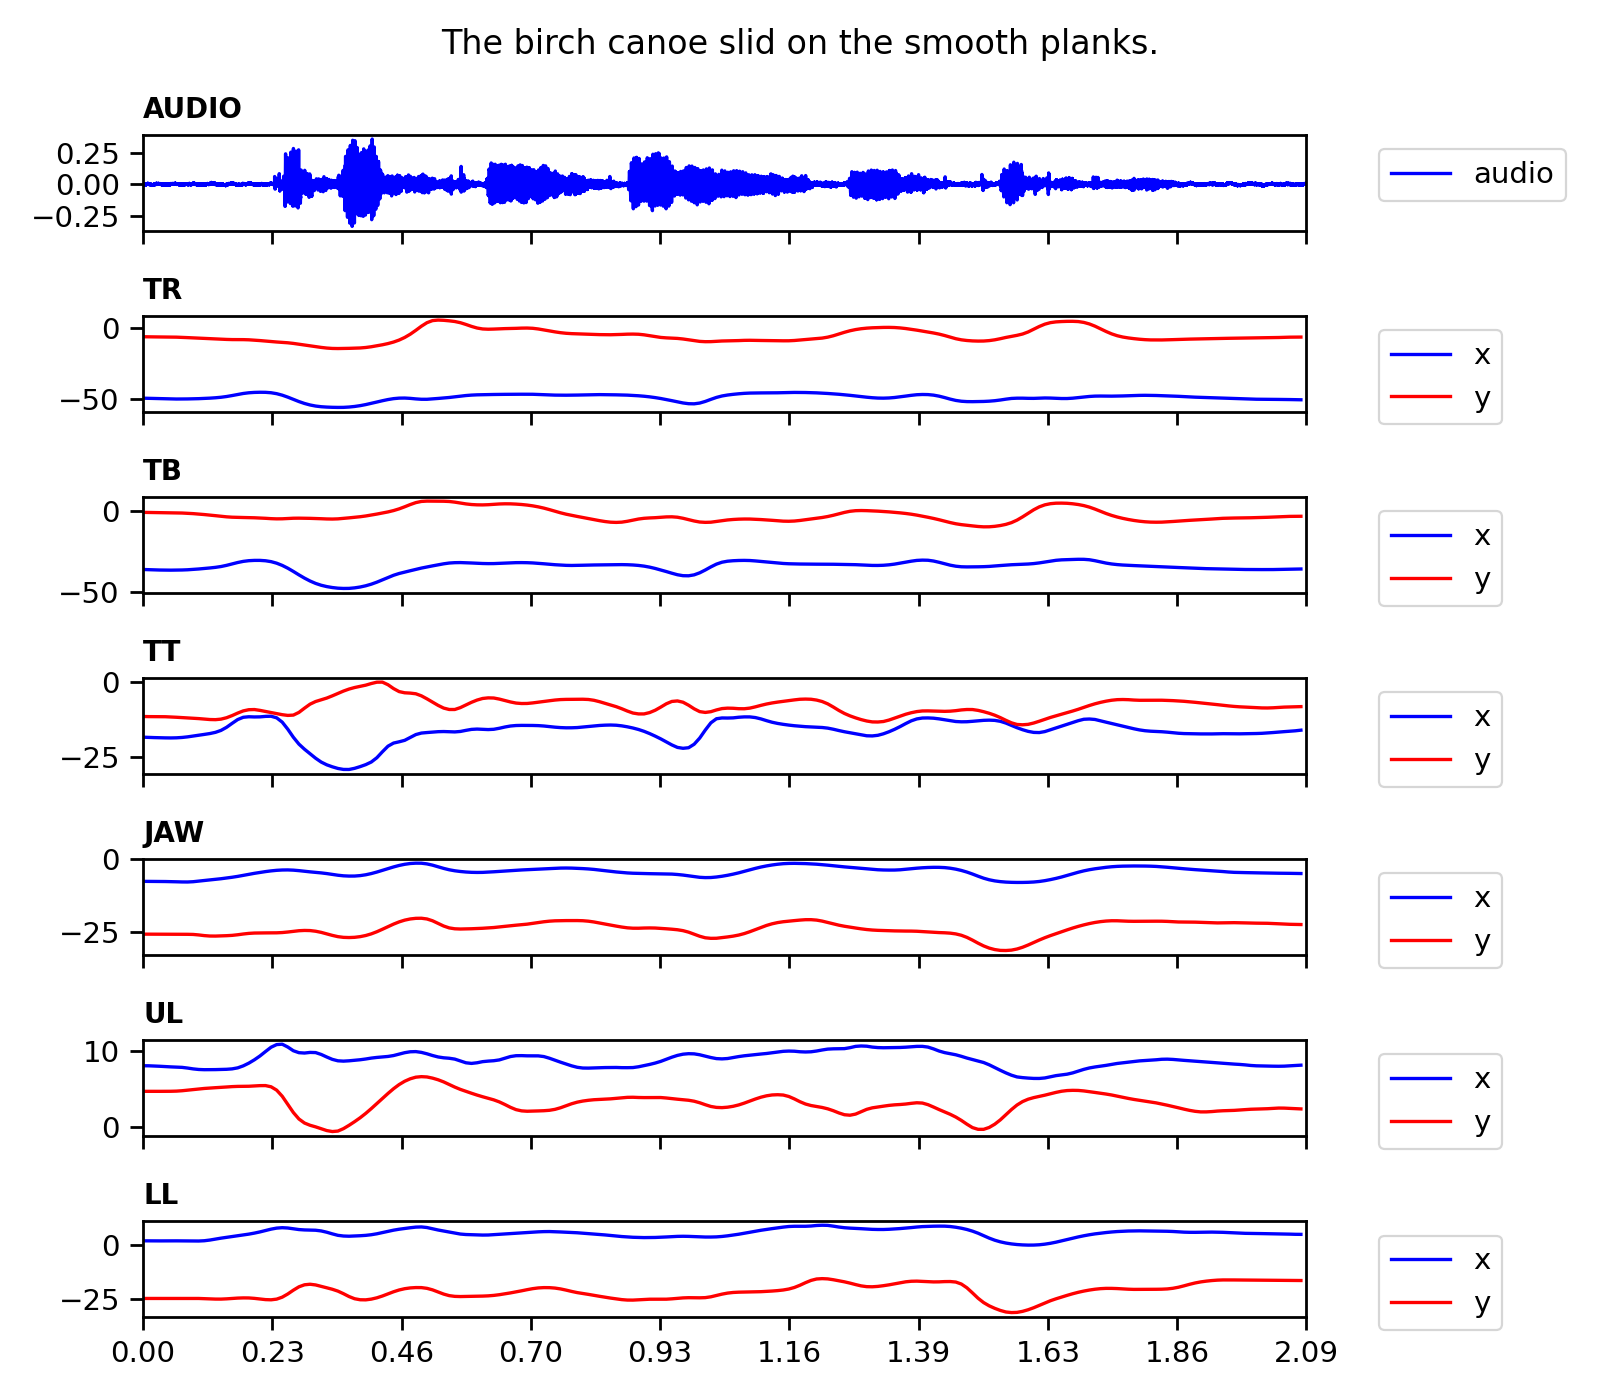 The birch canoe slid on the smooth planks.
AUDIO
0.25
0.00
−0.25
audio
TR
0
−50
x
y
TB
0
−50
x
y
TT
0
−25
x
y
JAW
0
−25
x
y
UL
10
0
x
y
LL
0
−25
x
y
0.00 0.23 0.46 0.70 0.93 1.16 1.39 1.63 1.86 2.09